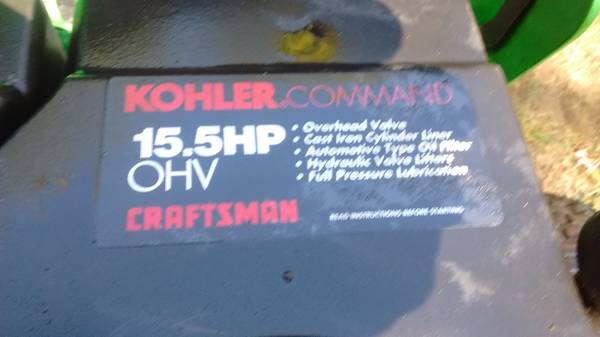 KOHLER.COMMAND
15.5HP
OHV
• Overhead Valve
• Cast Iron Cylinder Liner
• Automotive Type Oil Filter
• Hydraulic Valve Lifters
• Full Pressure Lubrication
CRAFTSMAN
READ INSTRUCTIONS BEFORE STARTING